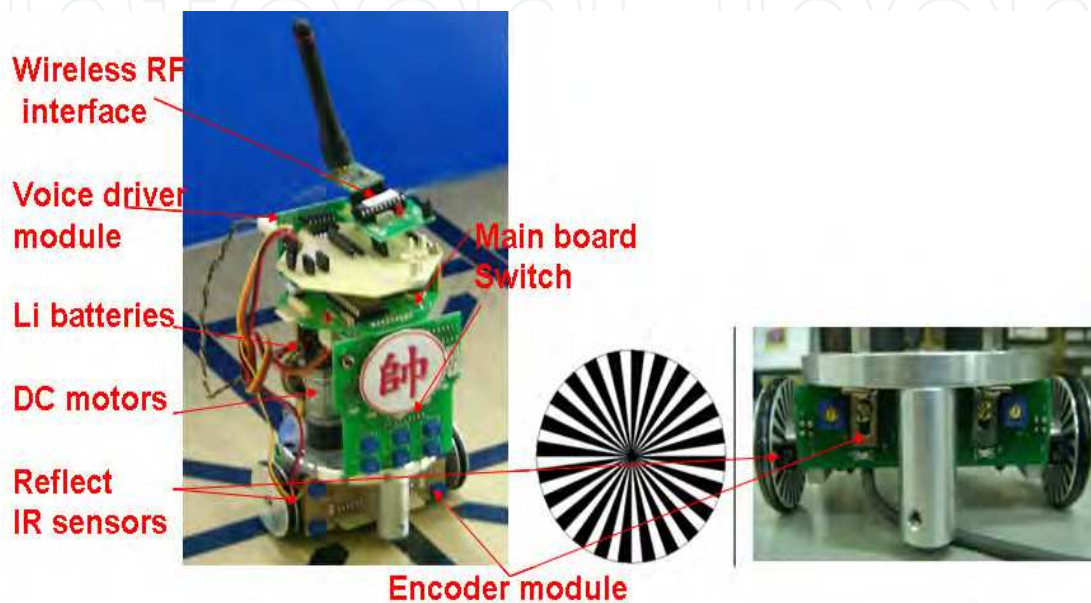 Wireless RF
interface
Voice driver
module
Main board
Switch
Li batteries
帥
DC motors
Reflect
IR sensors
Encoder module